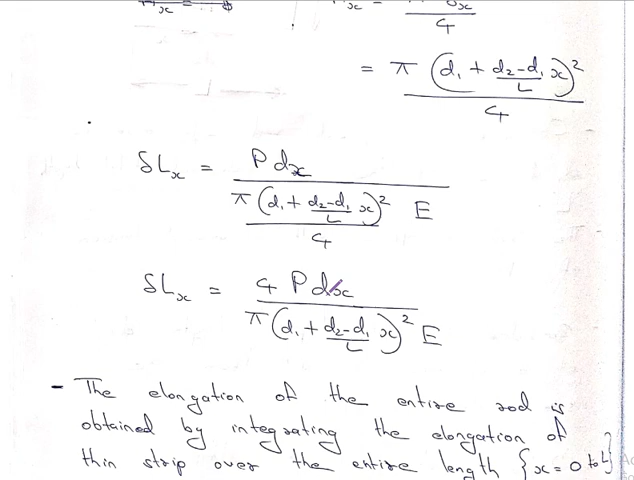 = π (d₁ + (d₂-d₁)/L x)² / 4
δLₓ = P dx / (π (d₁ + (d₂-d₁)/L x)² / 4 E)
δLₓ = 4 P dx / (π (d₁ + (d₂-d₁)/L x)² E)
- The elongation of the entire rod is
obtained by integrating the elongation of
thin strip over the entire length {x = 0 to L}